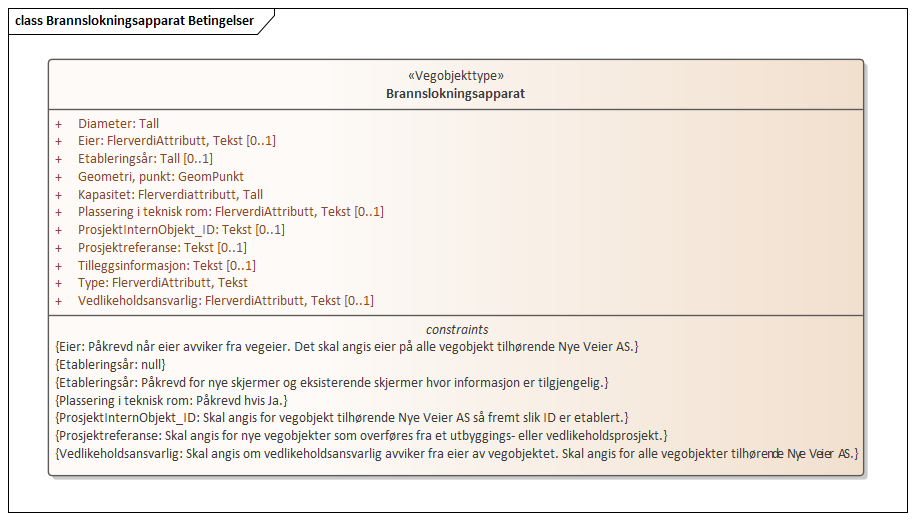 class Brannslokningsapparat Betingelser
«Vegobjekttype»
Brannslokningsapparat
+ Diameter: Tall
+ Eier: FlerverdiAttributt, Tekst [0..1]
+ Etableringsår: Tall [0..1]
+ Geometri, punkt: GeomPunkt
+ Kapasitet: Flerverdiattributt, Tall
+ Plassering i teknisk rom: FlerverdiAttributt, Tekst [0..1]
+ ProsjektInternObjekt_ID: Tekst [0..1]
+ Prosjektreferanse: Tekst [0..1]
+ Tilleggsinformasjon: Tekst [0..1]
+ Type: FlerverdiAttributt, Tekst
+ Vedlikeholdsansvarlig: FlerverdiAttributt, Tekst [0..1]
constraints
{Eier: Påkrevd når eier avviker fra vegeier. Det skal angis eier på alle vegobjekt tilhørende Nye Veier AS.}
{Etableringsår: null}
{Etableringsår: Påkrevd for nye skjermer og eksisterende skjermer hvor informasjon er tilgjengelig.}
{Plassering i teknisk rom: Påkrevd hvis Ja.}
{ProsjektInternObjekt_ID: Skal angis for vegobjekt tilhørende Nye Veier AS så fremt slik ID er etablert.}
{Prosjektreferanse: Skal angis for nye vegobjekter som overføres fra et utbyggings- eller vedlikeholdsprosjekt.}
{Vedlikeholdsansvarlig: Skal angis om vedlikeholdsansvarlig avviker fra eier av vegobjektet. Skal angis for alle vegobjekter tilhørende Nye Veier AS.}